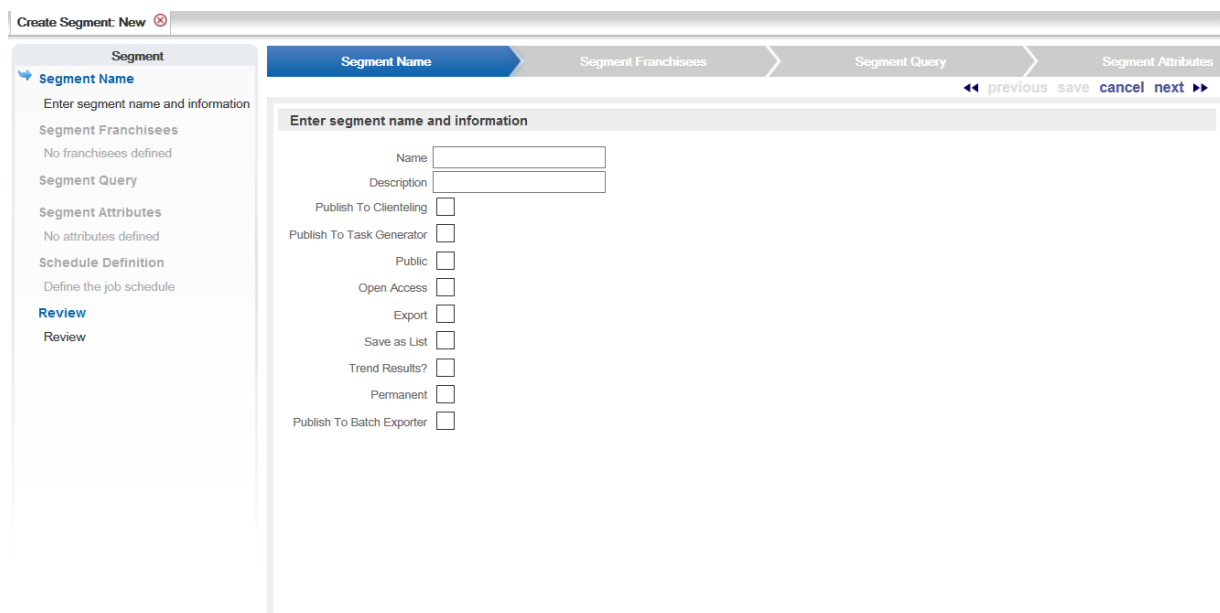 Create Segment: New
Segment
Segment Name
Enter segment name and information
Segment Franchisees
No franchisees defined
Segment Query
Segment Attributes
No attributes defined
Schedule Definition
Define the job schedule
Review
Review
Segment Name Segment Franchisees Segment Query Segment Attributes
previous save cancel next
Enter segment name and information
Name
Description
Publish To Clienteling
Publish To Task Generator
Public
Open Access
Export
Save as List
Trend Results?
Permanent
Publish To Batch Exporter